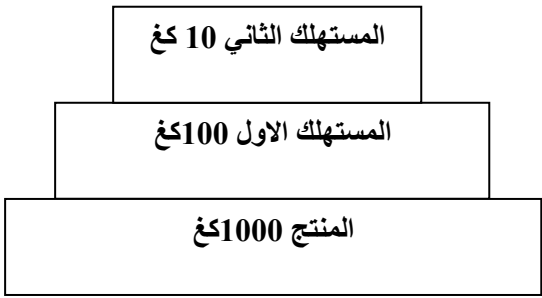 المستهلك الثاني 10 كغ
المستهلك الاول 100كغ
المنتج 1000كغ